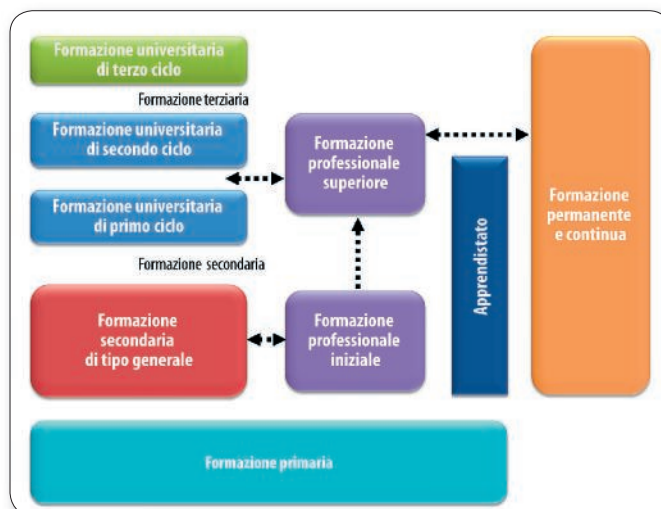 Formazione universitaria
di terzo ciclo
Formazione terziaria
Formazione universitaria
di secondo ciclo
Formazione universitaria
di primo ciclo
Formazione secondaria
Formazione
secondaria
di tipo generale
Formazione
professionale
superiore
Formazione
professionale
iniziale
Apprendistato
Formazione
permanente
e continua
Formazione primaria